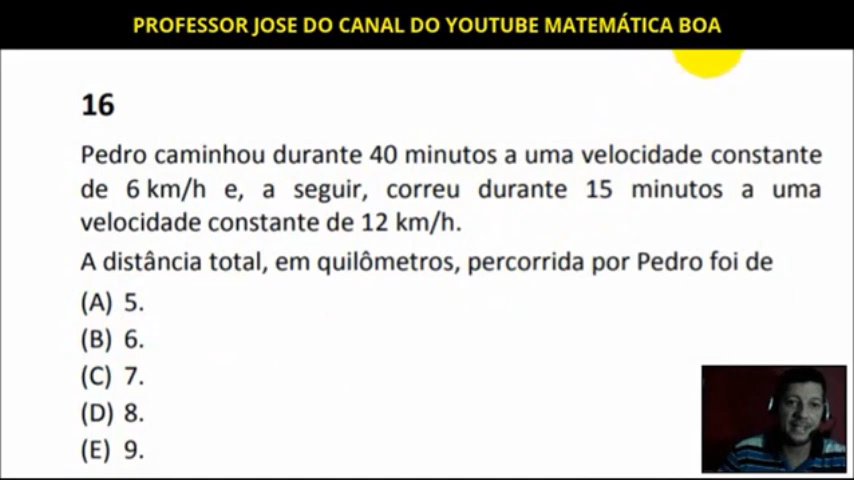 PROFESSOR JOSE DO CANAL DO YOUTUBE MATEMÁTICA BOA
16
Pedro caminhou durante 40 minutos a uma velocidade constante
de 6 km/h e, a seguir, correu durante 15 minutos a uma
velocidade constante de 12 km/h.
A distância total, em quilômetros, percorrida por Pedro foi de
(A) 5.
(B) 6.
(C) 7.
(D) 8.
(E) 9.